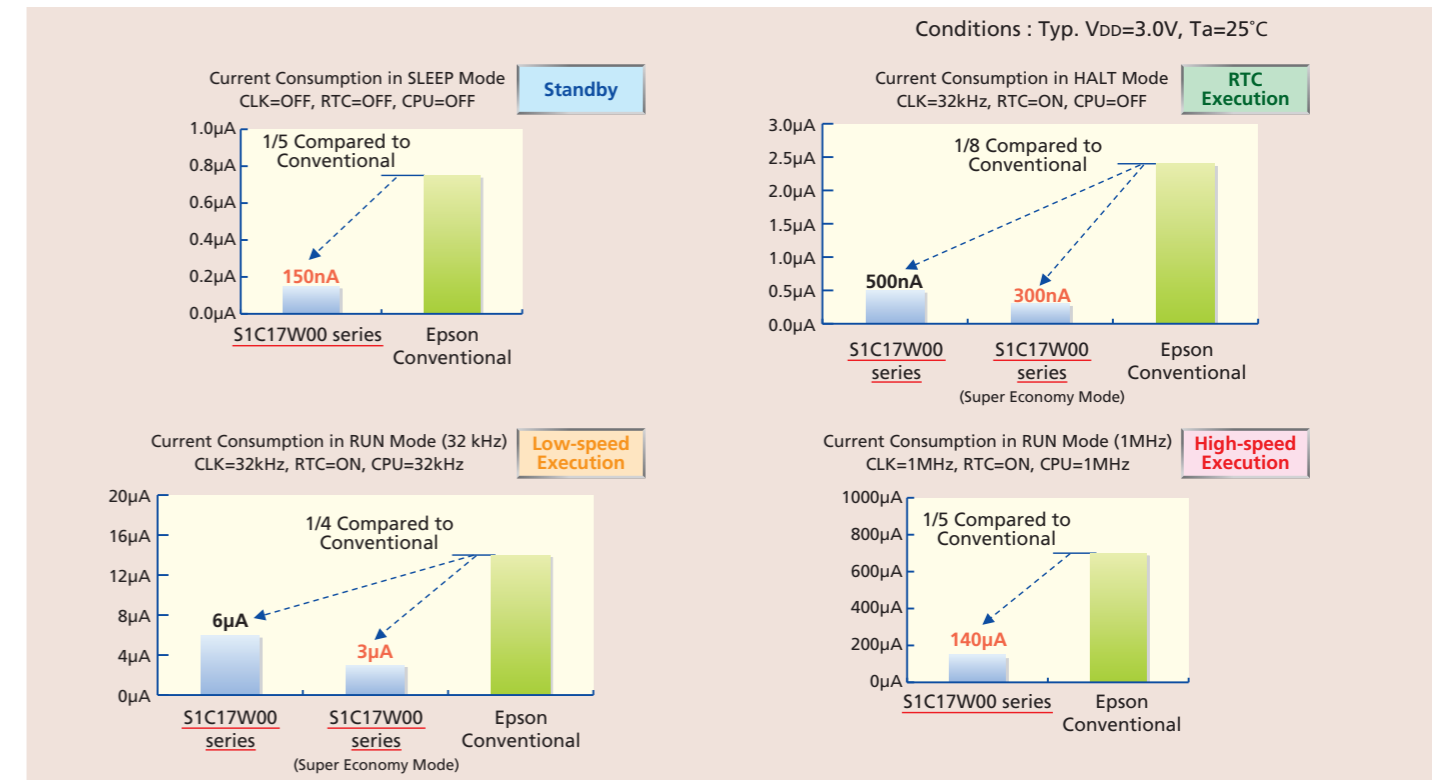 Conditions : Typ. VDD=3.0V, Ta=25˚C
Current Consumption in SLEEP Mode
CLK=OFF, RTC=OFF, CPU=OFF
Standby
1.0µA
0.8µA
0.6µA
0.4µA
0.2µA
0.0µA
1/5 Compared to
Conventional
150nA
S1C17W00 series
Epson
Conventional
Current Consumption in HALT Mode
CLK=32kHz, RTC=ON, CPU=OFF
RTC
Execution
3.0µA
2.5µA
2.0µA
1.5µA
1.0µA
0.5µA
0.0µA
1/8 Compared to
Conventional
500nA
300nA
S1C17W00
series
S1C17W00
series
(Super Economy Mode)
Epson
Conventional
Current Consumption in RUN Mode (32 kHz)
CLK=32kHz, RTC=ON, CPU=32kHz
Low-speed
Execution
20µA
16µA
12µA
8µA
4µA
0µA
1/4 Compared to
Conventional
6µA
3µA
S1C17W00
series
S1C17W00
series
(Super Economy Mode)
Epson
Conventional
Current Consumption in RUN Mode (1MHz)
CLK=1MHz, RTC=ON, CPU=1MHz
High-speed
Execution
1000µA
800µA
600µA
400µA
200µA
0µA
1/5 Compared to
Conventional
140µA
S1C17W00 series
Epson
Conventional